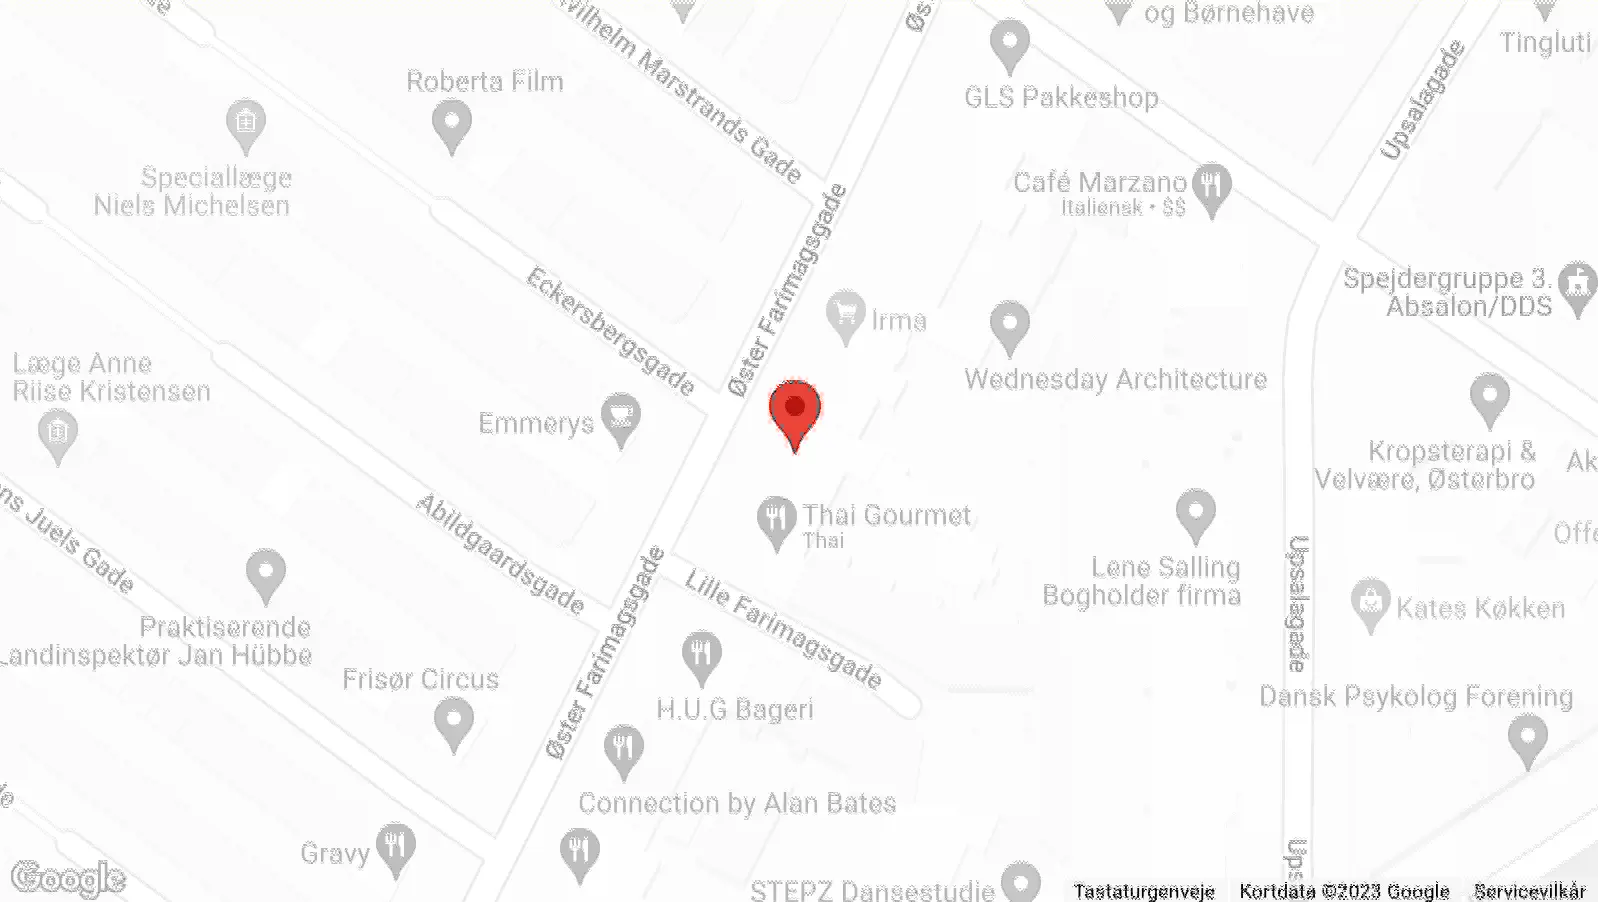 og Børnehave
Tingluti
Vilhelm Marstrands Gade
Roberta Film
GLS Pakkeshop
Upsalagade
Speciallæge
Niels Michelsen
Café Marzano
Italiensk • $$
Øster Farimagsgade
Eckersbergsgade
Spejdergruppe 3.
Absalon/DDS
Irma
Læge Anne
Riise Kristensen
Wednesday Architecture
Emmerys
Kropsterapi &
Velvære, Østerbro
Abildgaardsgade
Thai Gourmet
Thai
Juels Gade
Lene Salling
Bogholder firma
Upsalagade
Lille Farimagsgade
Kates Køkken
Praktiserende
Landinspektør Jan Hübbe
Øster Farimagsgade
Frisør Circus
H.U.G Bageri
Dansk Psykolog Forening
Connection by Alan Bates
Gravy
Google
STEPZ Dansestudie
Tastaturgenveje
Kortdata ©2023 Google
Servicevilkår